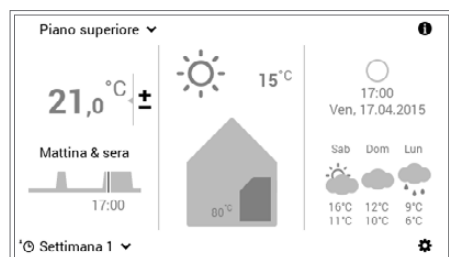 Piano superiore
21,0 °C ±
Mattina & sera
17:00
Settimana 1
15°C
80°C
17:00
Ven, 17.04.2015
Sab Dom Lun
16°C 12°C 9°C
11°C 10°C 6°C